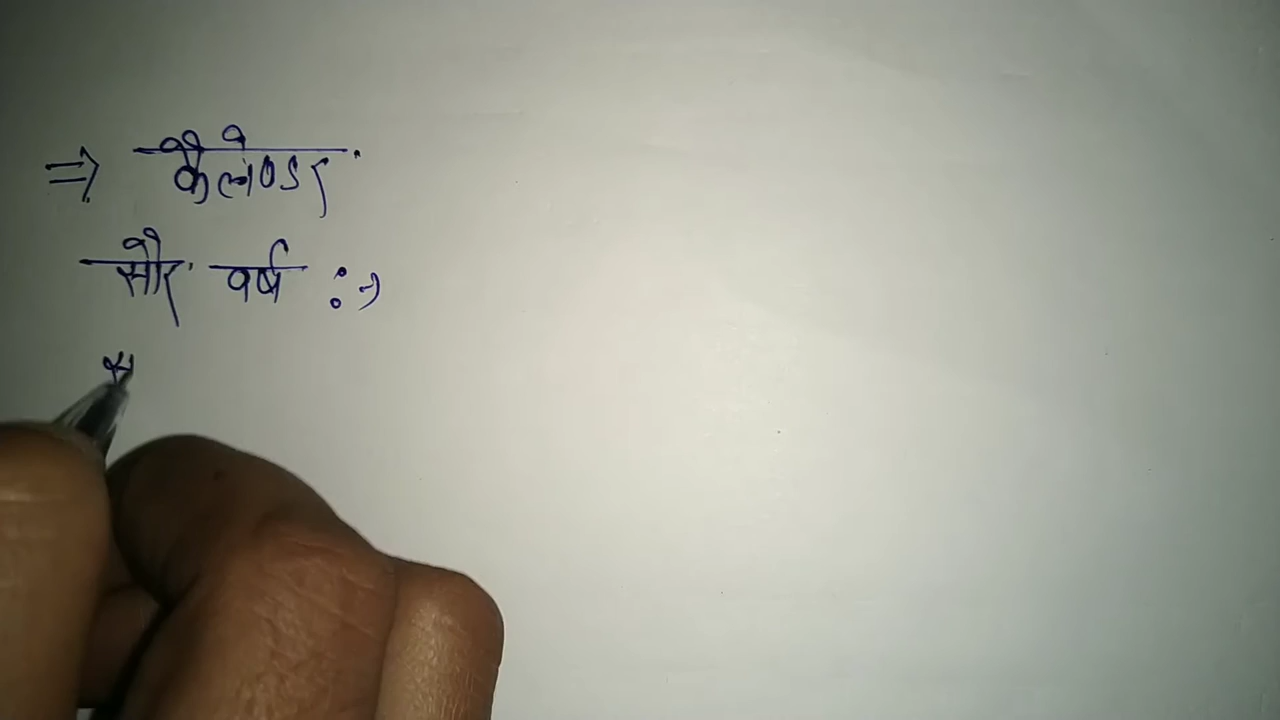 ⇒ कैलेण्डर
सौर वर्ष :→
स